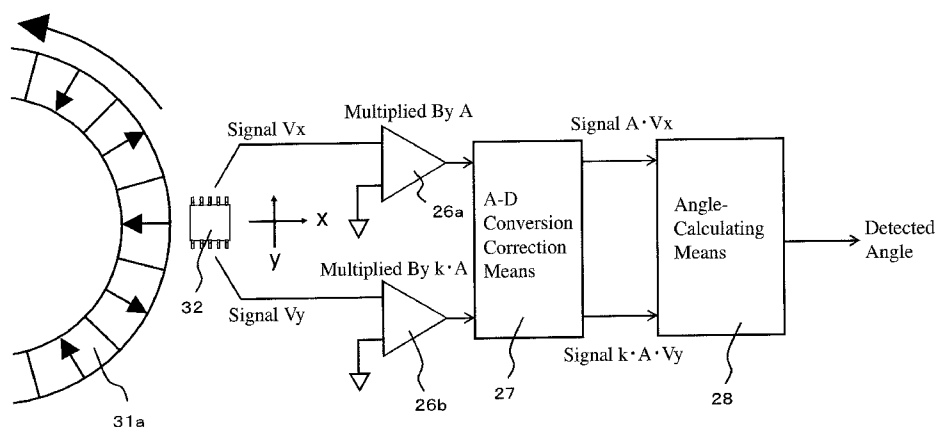 Multiplied By A
Signal Vx
Signal A・Vx
26a
A-D
Conversion
Correction
Means
Angle-
Calculating
Means
Detected
Angle
x
y
32
Multiplied By k・A
Signal Vy
Signal k・A・Vy
27
28
26b
31a